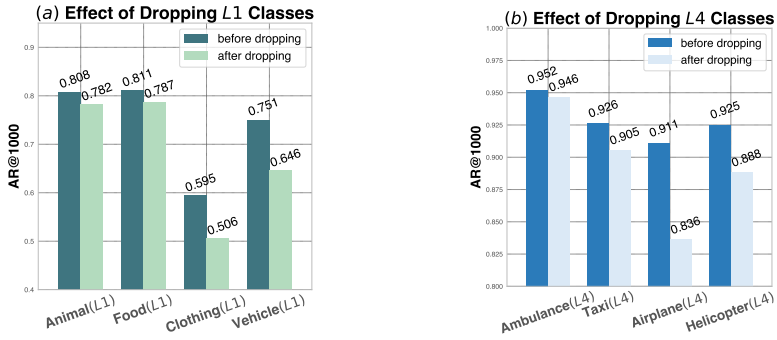 (a) Effect of Dropping L1 Classes
before dropping
after dropping
AR@1000
0.9
0.8
0.7
0.6
0.5
0.4
0.808
0.782
0.811
0.787
0.595
0.506
0.751
0.646
Animal(L1)
Food(L1)
Clothing(L1)
Vehicle(L1)
(b) Effect of Dropping L4 Classes
before dropping
after dropping
AR@1000
1.000
0.975
0.950
0.925
0.900
0.875
0.850
0.825
0.800
0.952
0.946
0.926
0.905
0.911
0.836
0.925
0.888
Ambulance(L4)
Taxi(L4)
Airplane(L4)
Helicopter(L4)